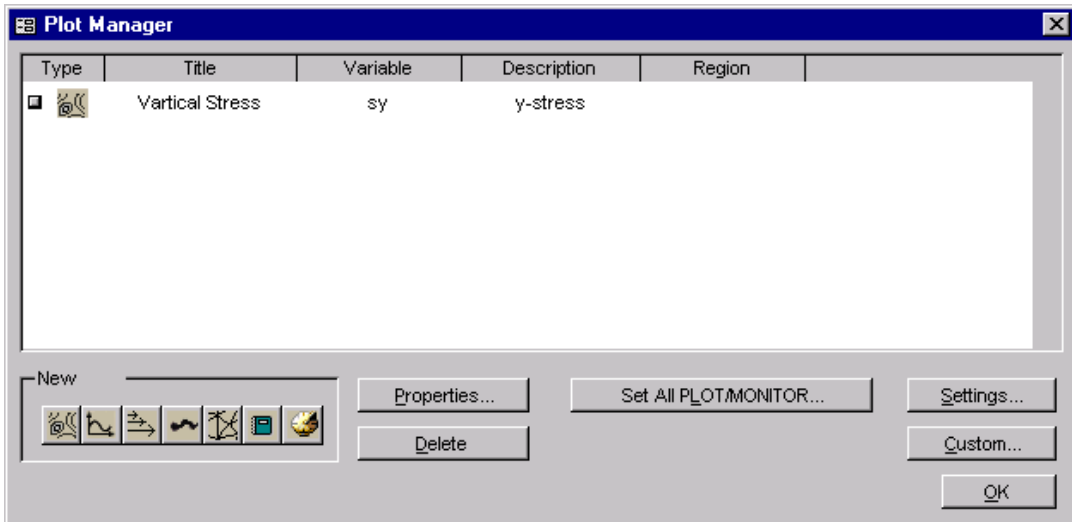 Plot Manager
Type Title Variable Description Region
Vartical Stress sy y-stress
New
Properties... Set All PLOT/MONITOR... Settings...
Delete Custom...
OK